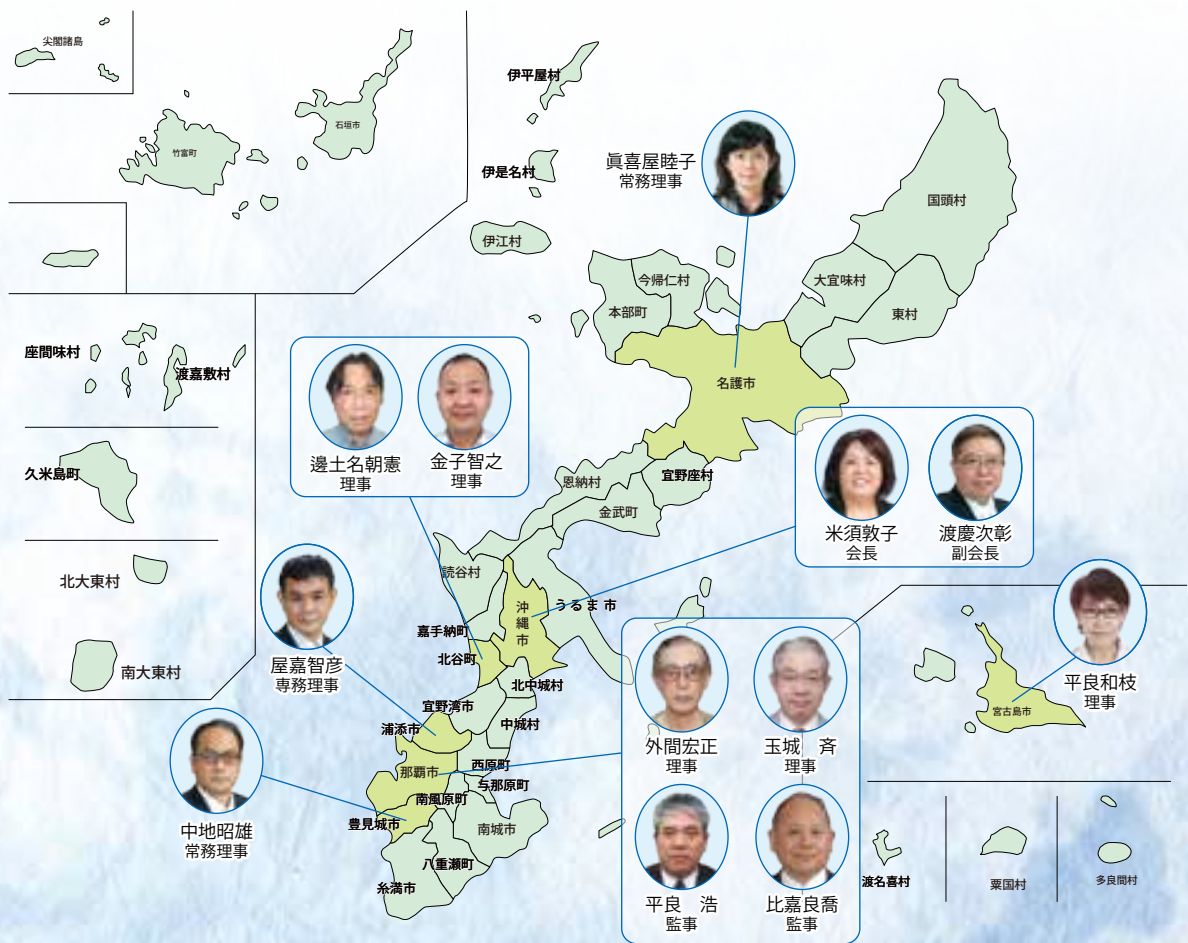 尖閣諸島
石垣市
竹富町
伊平屋村
伊是名村
伊江村
眞喜屋睦子
常務理事
国頭村
大宜味村
東村
今帰仁村
本部町
名護市
座間味村
渡嘉敷村
久米島町
北大東村
南大東村
邊土名朝憲
理事
金子智之
理事
米須敦子
会長
渡慶次彰
副会長
恩納村
宜野座村
金武町
読谷村
沖縄市
うるま市
嘉手納町
北谷町
北中城村
屋嘉智彦
専務理事
宜野湾市
中城村
浦添市
西原町
那覇市
与那原町
南風原町
豊見城市
南城市
八重瀬町
糸満市
中地昭雄
常務理事
外間宏正
理事
玉城 斉
理事
平良 浩
監事
比嘉良喬
監事
平良和枝
理事
宮古島市
渡名喜村
粟国村
多良間村